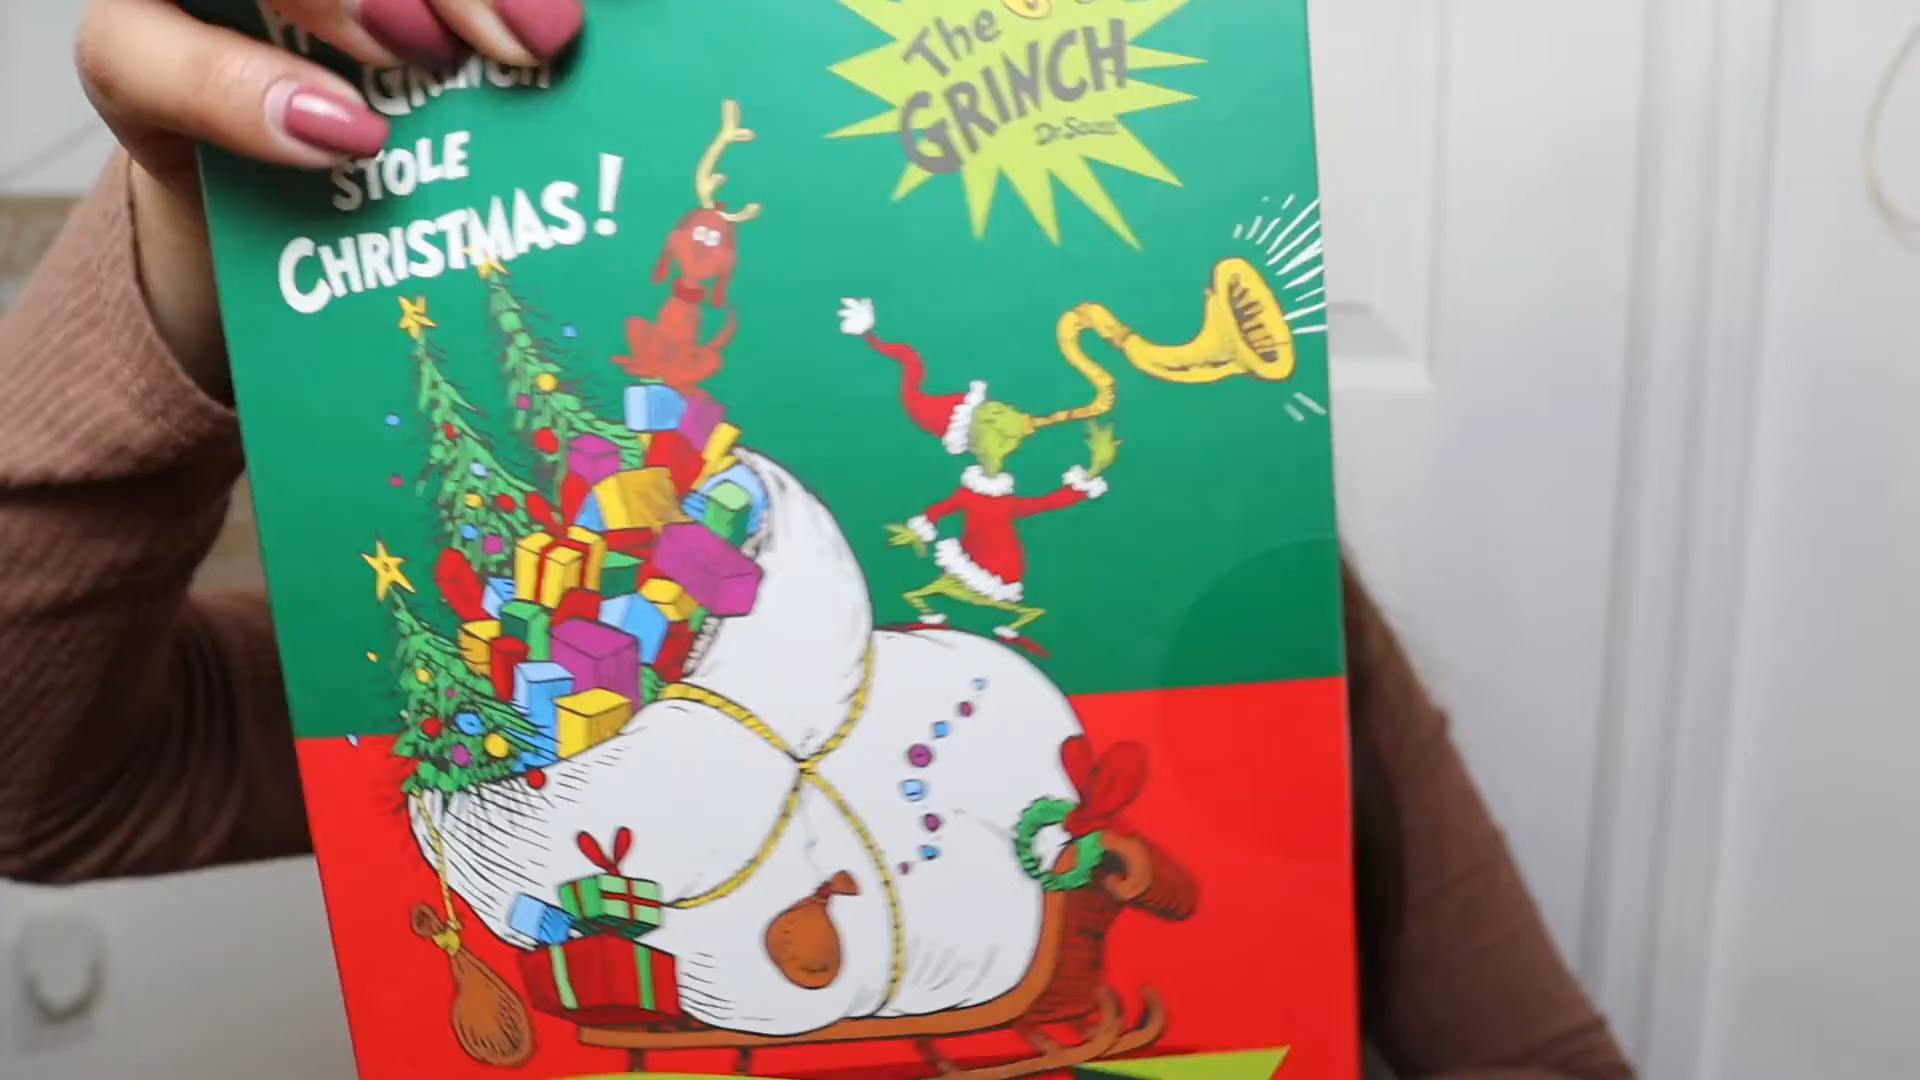 GRINCH
STOLE
CHRISTMAS!
The
GRINCH
Dr. Seuss